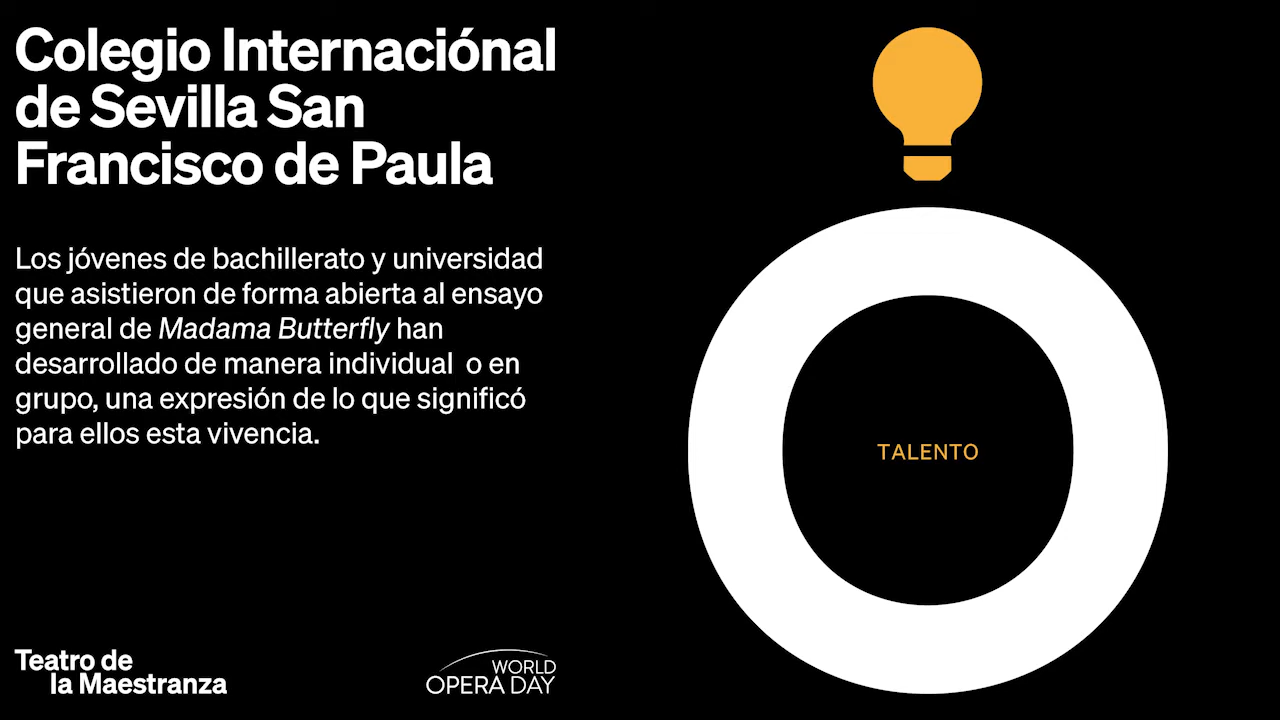 Colegio Internaciónal
de Sevilla San
Francisco de Paula
Los jóvenes de bachillerato y universidad
que asistieron de forma abierta al ensayo
general de Madama Butterfly han
desarrollado de manera individual  o en
grupo, una expresión de lo que significó
para ellos esta vivencia.
TALENTO
Teatro de
la Maestranza
WORLD
OPERA DAY